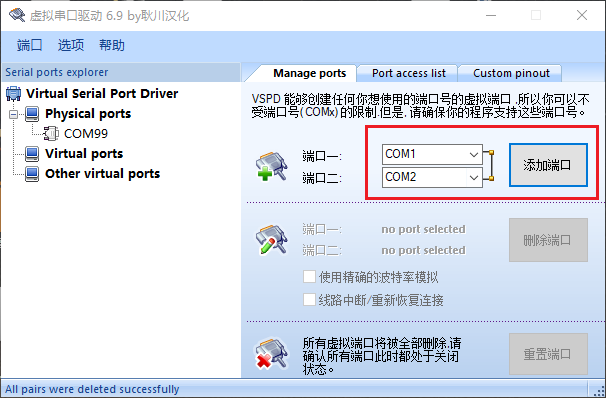 虚拟串口驱动 6.9 by耿川汉化
端口 选项 帮助
Serial ports explorer
Manage ports
Port access list
Custom pinout
Virtual Serial Port Driver
Physical ports
COM99
Virtual ports
Other virtual ports
VSPD 能够创建任何你想使用的端口号的虚拟端口 ,所以你可以不
受端口号(COMx)的限制.但是, 请确保你的程序支持这些端口号。
端口一: COM1
端口二: COM2
添加端口
端口一: no port selected
端口二: no port selected
删除端口
使用精确的波特率模拟
线路中断/重新恢复连接
所有虚拟端口将被全部删除.请
确认所有端口此时都处于关闭
状态。
重置端口
All pairs were deleted successfully